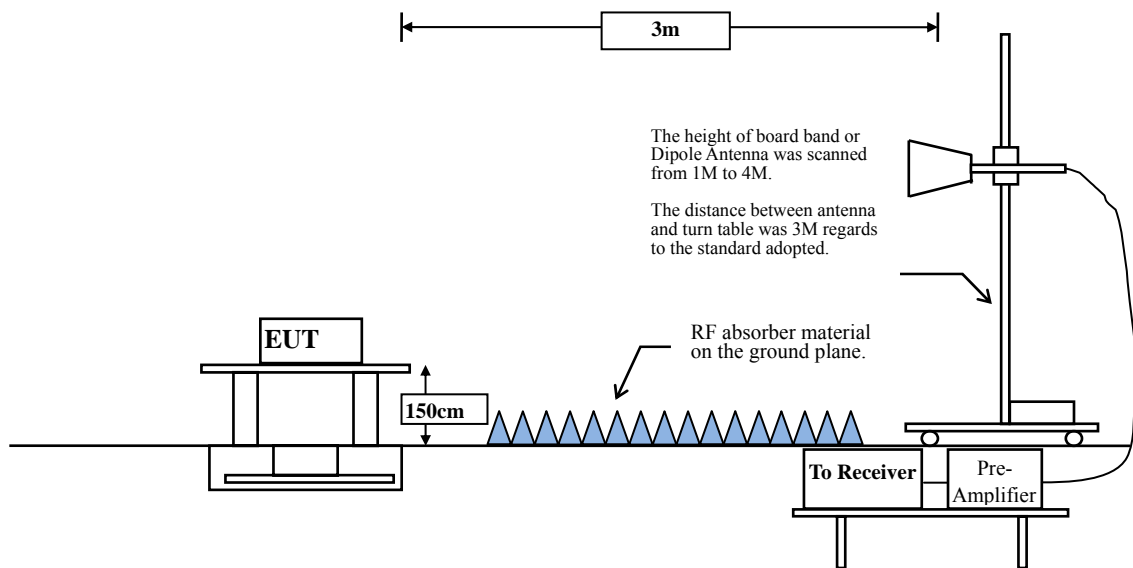 3m
The height of board band or
Dipole Antenna was scanned
from 1M to 4M.
The distance between antenna
and turn table was 3M regards
to the standard adopted.
EUT
RF absorber material
on the ground plane.
150cm
To Receiver
Pre-
Amplifier